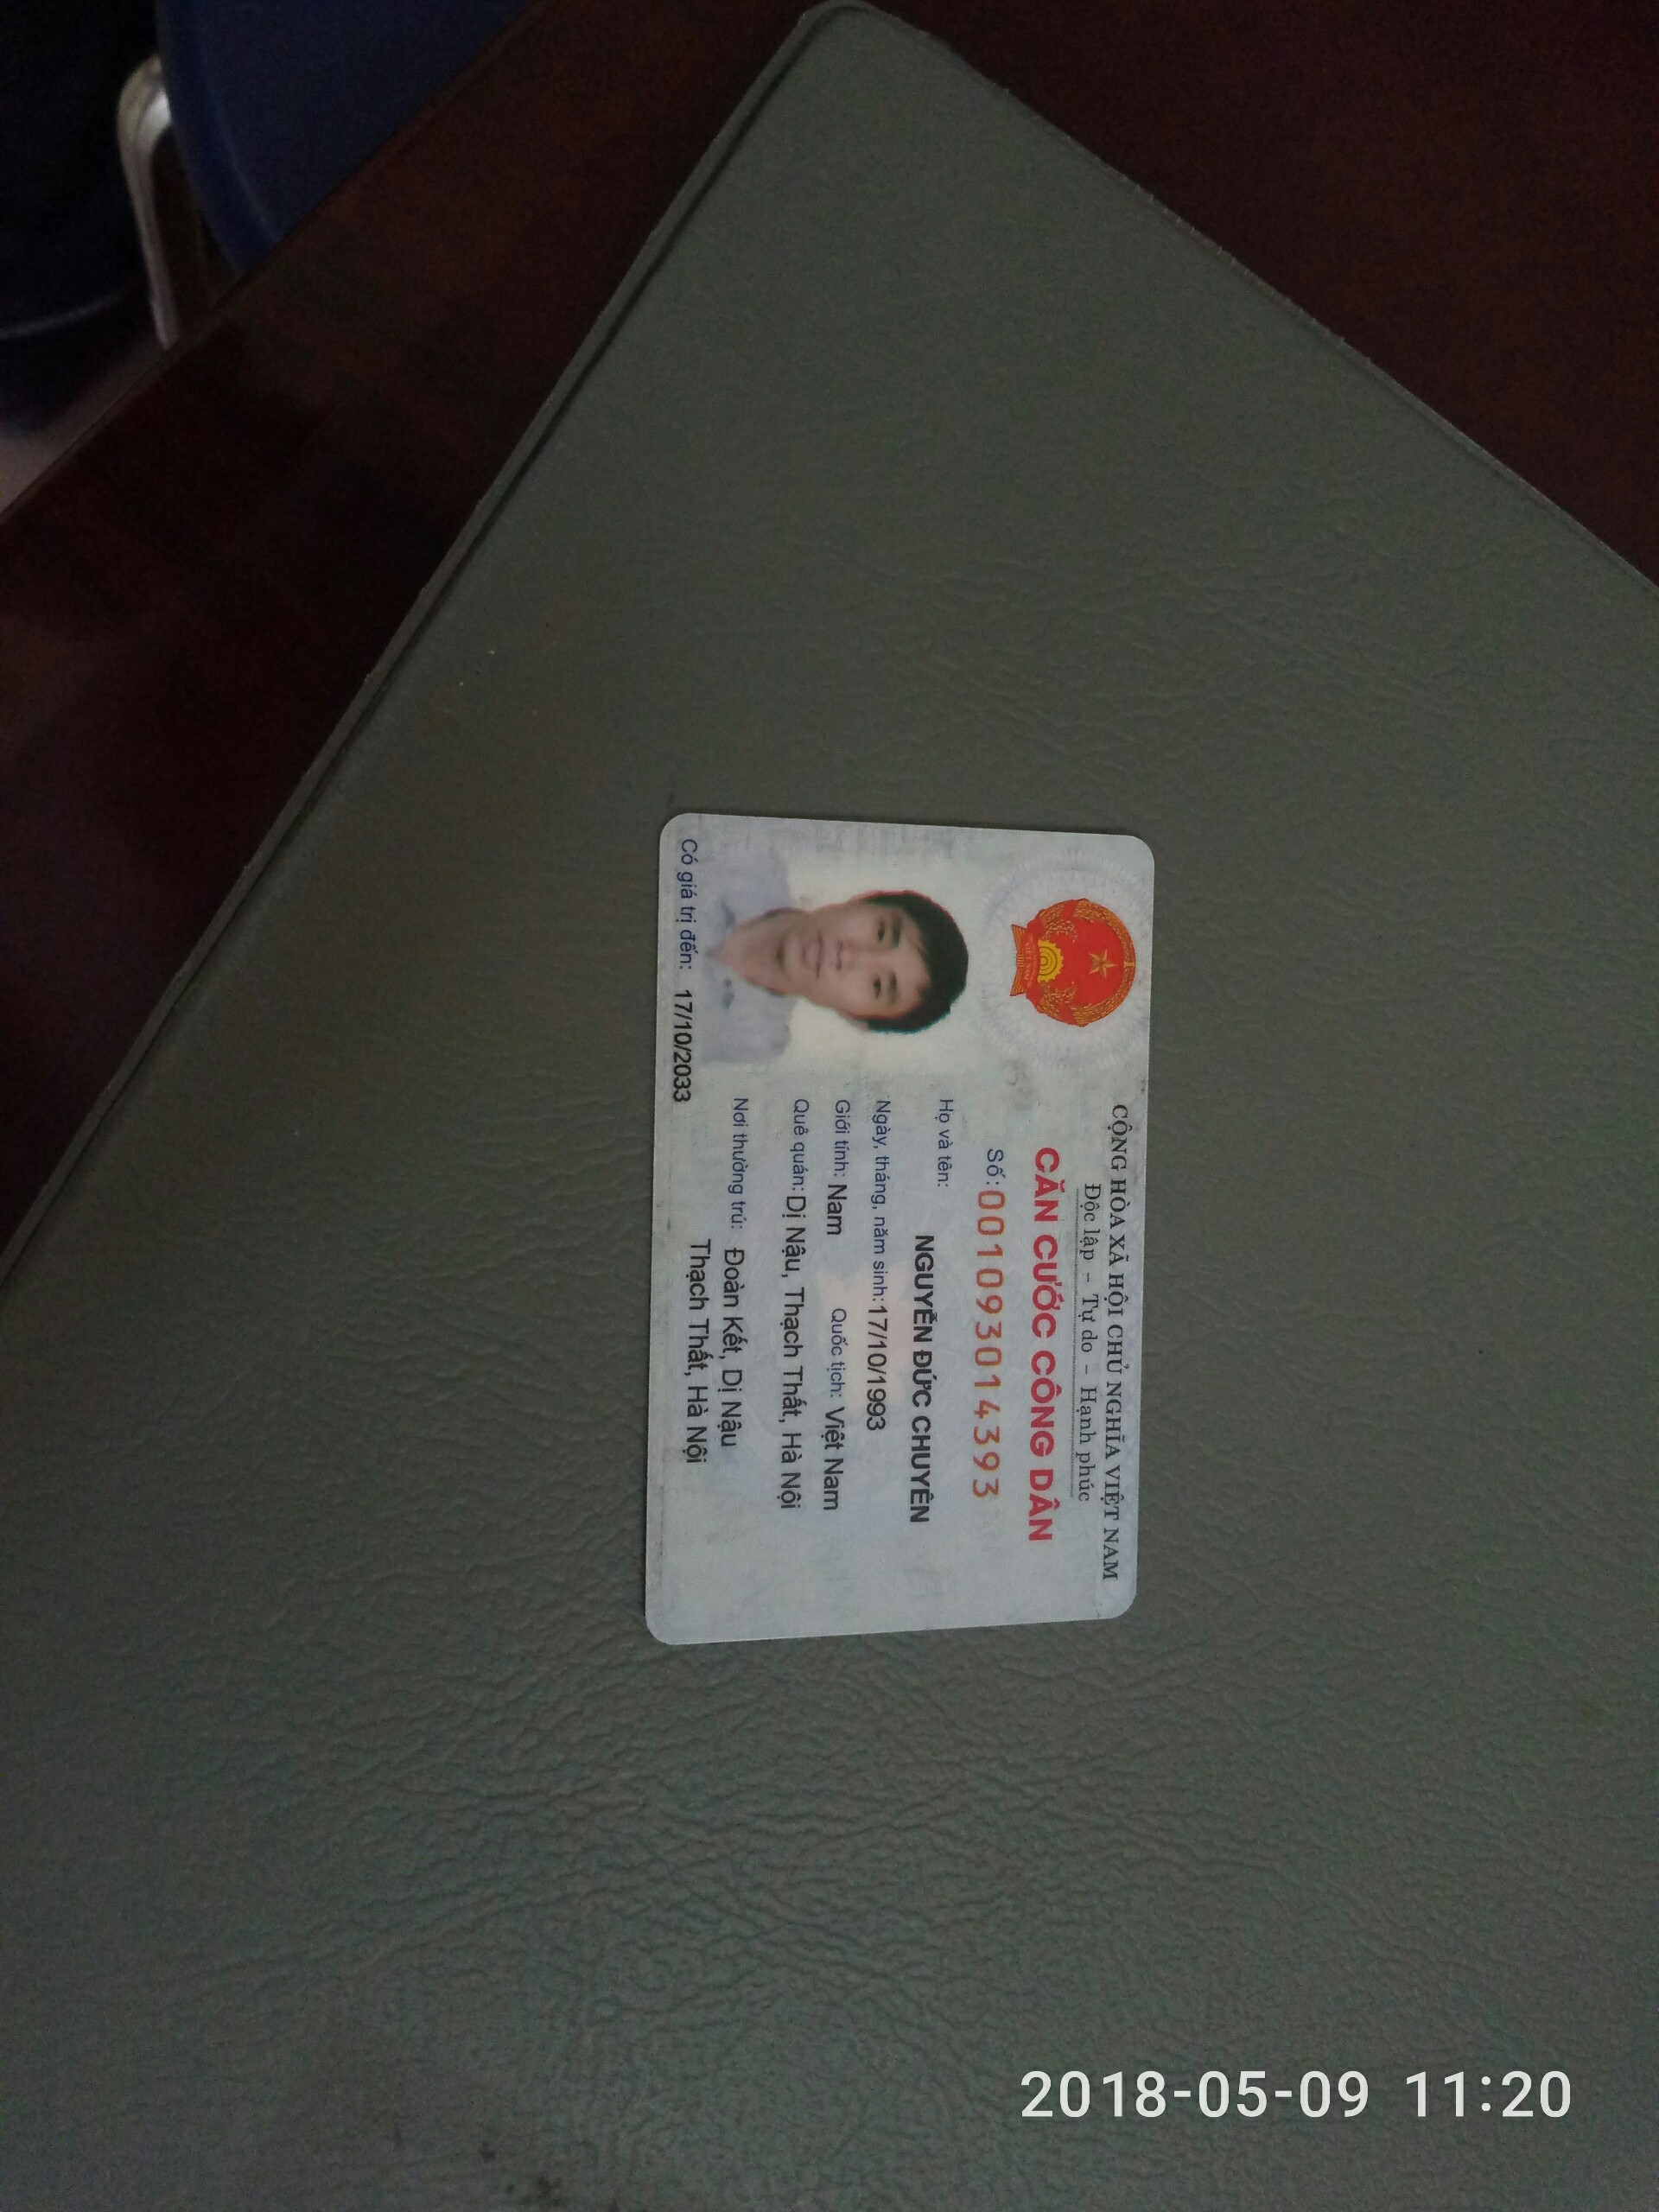 CỘNG HÒA XÃ HỘI CHỦ NGHĨA VIỆT NAM
Độc lập - Tự do - Hạnh phúc
CĂN CƯỚC CÔNG DÂN
Số: 001093014393
Họ và tên:
NGUYỄN ĐỨC CHUYÊN
Ngày, tháng, năm sinh: 17/10/1993
Giới tính: Nam Quốc tịch: Việt Nam
Quê quán: Dị Nậu, Thạch Thất, Hà Nội
Nơi thường trú: Đoàn Kết, Dị Nậu
Thạch Thất, Hà Nội
Có giá trị đến: 17/10/2033
VIỆT NAM
2018-05-09 11:20